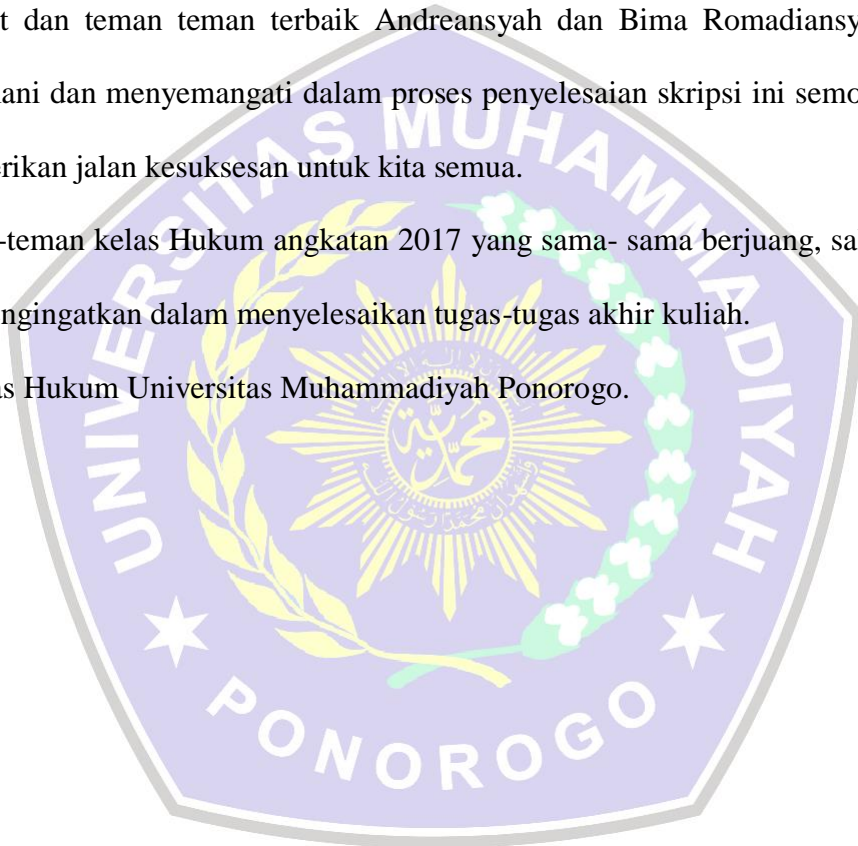 t dan teman teman terbaik Andreansyah dan Bima Romadiansy
ani dan menyemangati dalam proses penyelesaian skripsi ini semo
erikan jalan kesuksesan untuk kita semua.
-teman kelas Hukum angkatan 2017 yang sama- sama berjuang, sa
ngingatkan dalam menyelesaikan tugas-tugas akhir kuliah.
as Hukum Universitas Muhammadiyah Ponorogo.
UNIVERSITAS MUHAMMADIYAH
PONOROGO